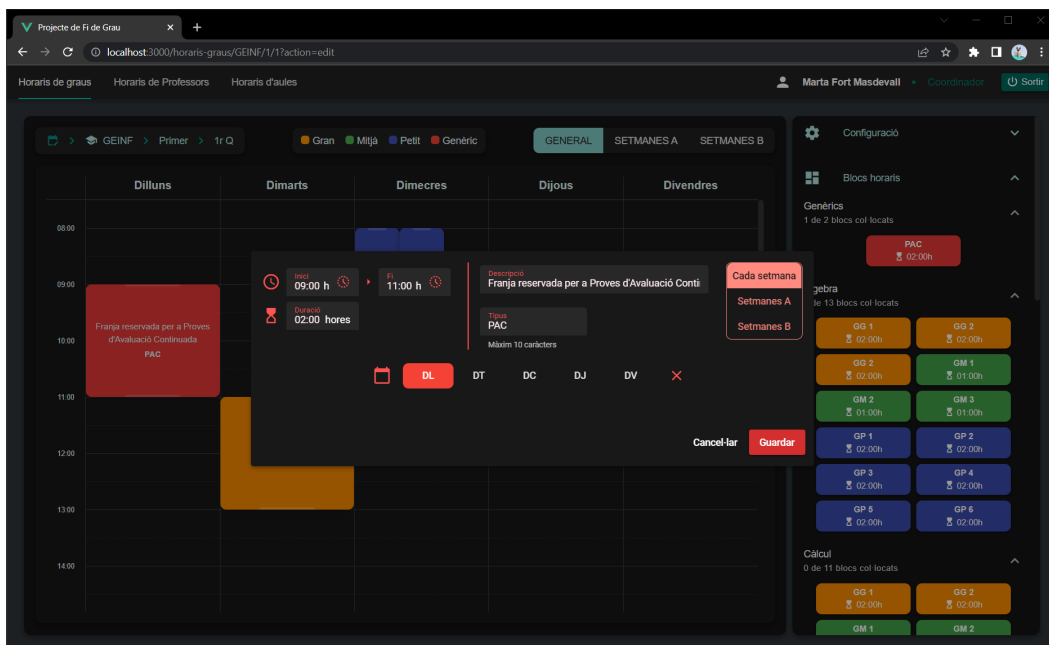 Projecte de Fi de Grau
localhost:3000/horaris-graus/GEINF/1/1?action=edit
Horaris de graus
Horaris de Professors
Horaris d'aules
Marta Fort Masdevall
Coordinador
Sortir
GEINF > Primer > 1r Q
Gran
Mitjà
Petit
Genèric
GENERAL
SETMANES A
SETMANES B
Dilluns
Dimarts
Dimecres
Dijous
Divendres
08:00
09:00
10:00
11:00
12:00
13:00
14:00
Franja reservada per a Proves
d'Avaluació Continuada
PAC
Inici
09:00 h
Fi
11:00 h
Duració
02:00 hores
Descripció
Franja reservada per a Proves d'Avaluació Conti
Tipus
PAC
Màxim 10 caràcters
Cada setmana
Setmanes A
Setmanes B
DL
DT
DC
DJ
DV
Cancel·lar
Guardar
Configuració
Blocs horaris
Genèrics
1 de 2 blocs col·locats
PAC
02:00h
gebra
de 13 blocs col·locats
GG 1
02:00h
GG 2
02:00h
GG 2
02:00h
GM 1
01:00h
GM 2
01:00h
GM 3
01:00h
GP 1
02:00h
GP 2
02:00h
GP 3
02:00h
GP 4
02:00h
GP 5
02:00h
GP 6
02:00h
Càlcul
0 de 11 blocs col·locats
GG 1
02:00h
GG 2
02:00h
GM 1
GM 2